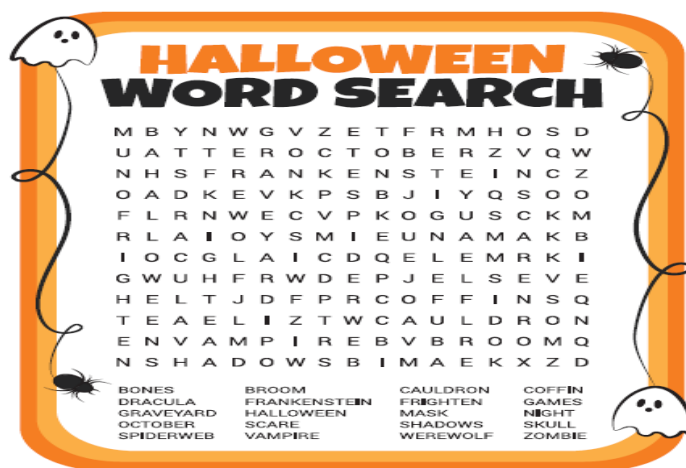 HALLOWEEN
WORD SEARCH
M B Y N W G V Z E T F R M H O S D
U A T T E R O C T O B E R Z V Q W
N H S F R A N K E N S T E I N C Z
O A D K E V K P S B J I Y Q S O O
F L R N W E C V P K O G U S C K M
R L A I O Y S M I E U N A M A K B
I O C G L A I C D Q E L E M R K I
G W U H F R W D E P J E L S E V E
H E L T J D F P R C O F F I N S Q
T E A E L I Z T W C A U L D R O N
E N V A M P I R E B V B R O O M Q
N S H A D O W S B I M A E K X Z D
BONES BROOM CAULDRON COFFIN
DRACULA FRANKENSTEIN FRIGHTEN GAMES
GRAVEYARD HALLOWEEN MASK NIGHT
OCTOBER SCARE SHADOWS SKULL
SPIDERWEB VAMPIRE WEREWOLF ZOMBIE